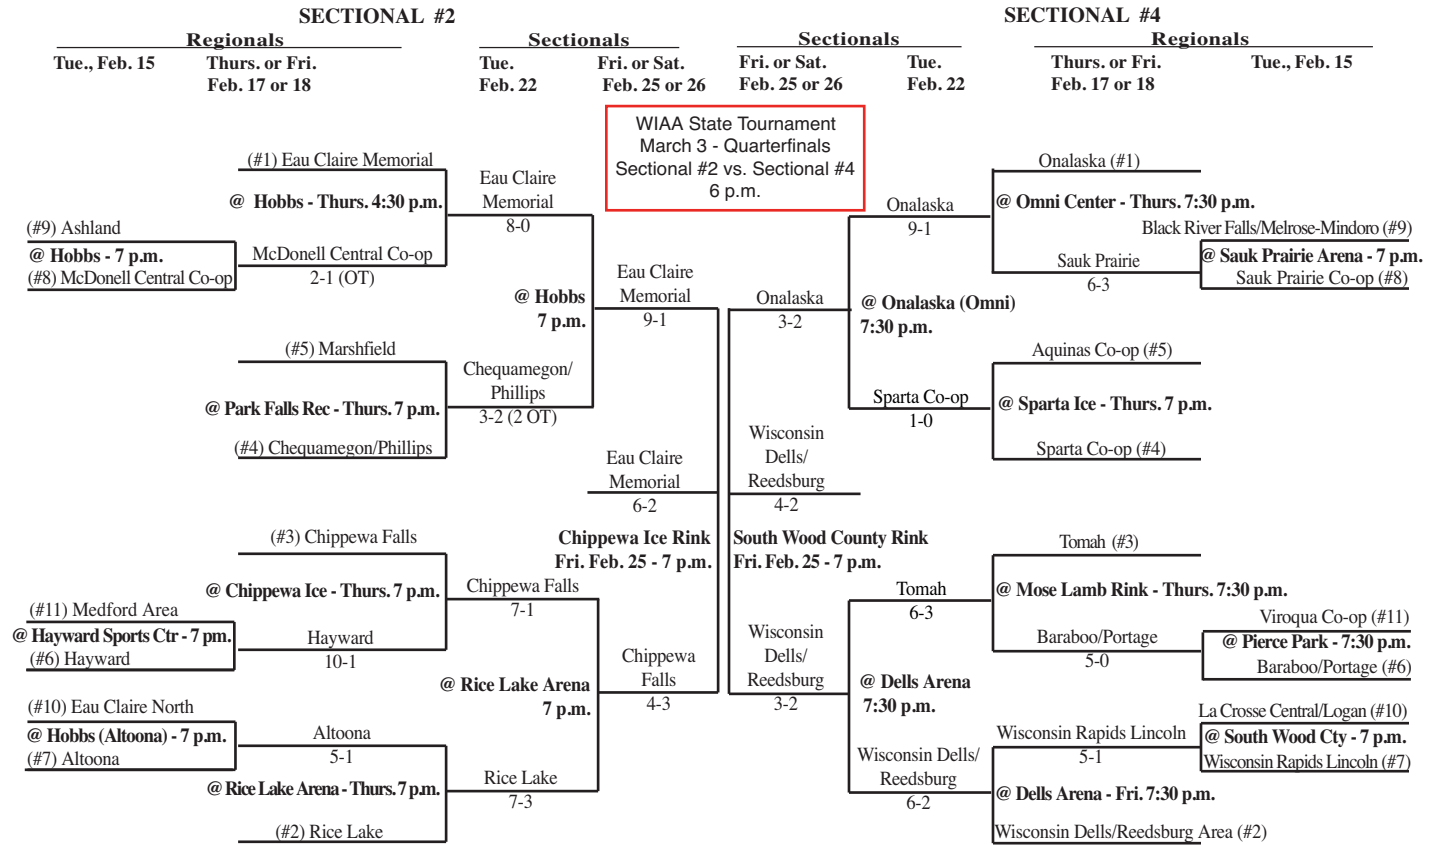 SECTIONAL #2
SECTIONAL #4
Regionals
Sectionals
Sectionals
Regionals
Tue., Feb. 15
Thurs. or Fri.
Feb. 17 or 18
Tue.
Feb. 22
Fri. or Sat.
Feb. 25 or 26
Fri. or Sat.
Feb. 25 or 26
Tue.
Feb. 22
Thurs. or Fri.
Feb. 17 or 18
Tue., Feb. 15
WIAA State Tournament
March 3 - Quarterfinals
Sectional #2 vs. Sectional #4
6 p.m.
(#1) Eau Claire Memorial
@ Hobbs - Thurs. 4:30 p.m.
(#9) Ashland
@ Hobbs - 7 p.m.
(#8) McDonell Central Co-op
McDonell Central Co-op
2-1 (OT)
Eau Claire
Memorial
8-0
@ Hobbs
7 p.m.
Eau Claire
Memorial
9-1
(#5) Marshfield
@ Park Falls Rec - Thurs. 7 p.m.
(#4) Chequamegon/Phillips
Chequamegon/
Phillips
3-2 (2 OT)
Eau Claire
Memorial
6-2
Chippewa Ice Rink
Fri. Feb. 25 - 7 p.m.
(#3) Chippewa Falls
@ Chippewa Ice - Thurs. 7 p.m.
(#11) Medford Area
@ Hayward Sports Ctr - 7 pm.
(#6) Hayward
Hayward
10-1
Chippewa Falls
7-1
@ Rice Lake Arena
7 p.m.
Chippewa
Falls
4-3
(#10) Eau Claire North
@ Hobbs (Altoona) - 7 p.m.
(#7) Altoona
Altoona
5-1
@ Rice Lake Arena - Thurs. 7 p.m.
(#2) Rice Lake
Rice Lake
7-3
Onalaska (#1)
@ Omni Center - Thurs. 7:30 p.m.
Black River Falls/Melrose-Mindoro (#9)
@ Sauk Prairie Arena - 7 p.m.
Sauk Prairie Co-op (#8)
Sauk Prairie
6-3
Onalaska
9-1
@ Onalaska (Omni)
7:30 p.m.
Onalaska
3-2
Aquinas Co-op (#5)
@ Sparta Ice - Thurs. 7 p.m.
Sparta Co-op (#4)
Sparta Co-op
1-0
Wisconsin
Dells/
Reedsburg
4-2
South Wood County Rink
Fri. Feb. 25 - 7 p.m.
Tomah (#3)
@ Mose Lamb Rink - Thurs. 7:30 p.m.
Viroqua Co-op (#11)
@ Pierce Park - 7:30 p.m.
Baraboo/Portage (#6)
Baraboo/Portage
5-0
Tomah
6-3
@ Dells Arena
7:30 p.m.
Wisconsin
Dells/
Reedsburg
3-2
La Crosse Central/Logan (#10)
@ South Wood Cty - 7 p.m.
Wisconsin Rapids Lincoln (#7)
Wisconsin Rapids Lincoln
5-1
@ Dells Arena - Fri. 7:30 p.m.
Wisconsin Dells/Reedsburg Area (#2)
Wisconsin Dells/
Reedsburg
6-2